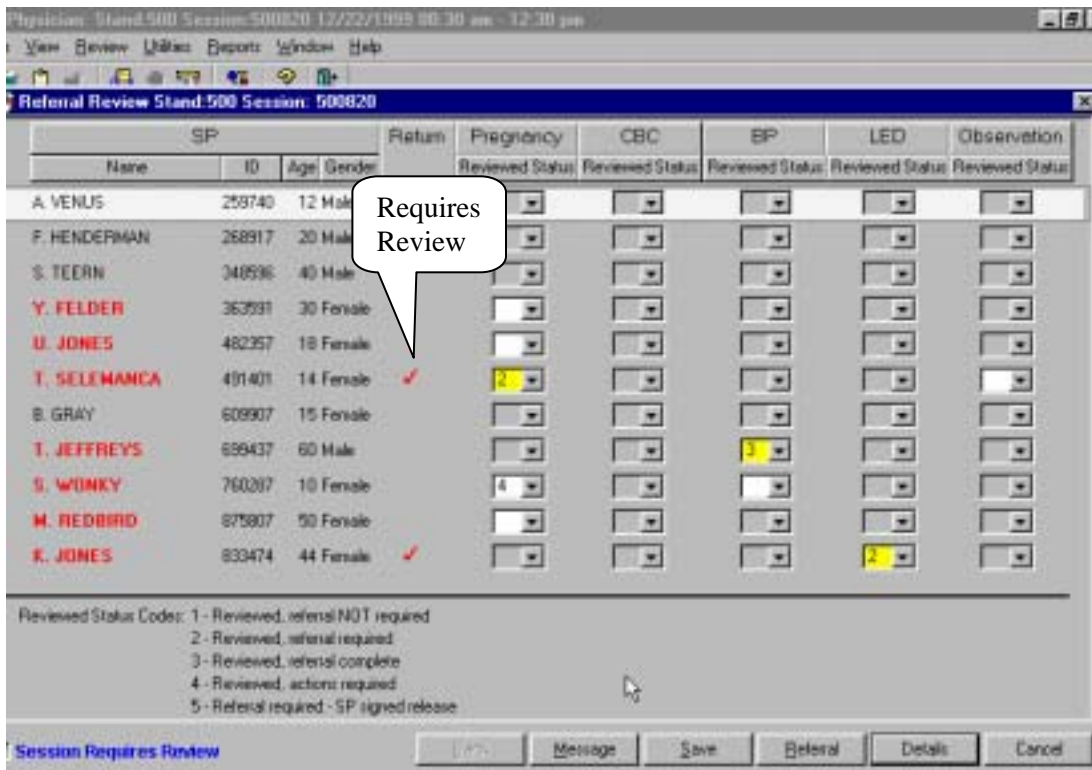 Physician: Stand:500 Session:500820 12/22/1999 08:30 am - 12:30 pm
View Review Utilities Reports Window Help
Referral Review Stand:500 Session: 500820
SP Return Pregnancy CBC BP LED Observation
Name ID Age Gender Reviewed Status Reviewed Status Reviewed Status Reviewed Status Reviewed Status
A. VENUS 259740 12 Male
F. HENDERMAN 268917 20 Male
S. TEERN 348596 40 Male
Requires
Review
Y. FELDER 363591 30 Female
U. JONES 482357 18 Female
T. SELEMANCA 491401 14 Female ✓ 2
B. GRAY 609907 15 Female
T. JEFFREYS 699437 60 Male 3
S. WONKY 760287 10 Female 4
M. REDBIRD 875807 50 Female
K. JONES 833474 44 Female ✓ 2
Reviewed Status Codes: 1 - Reviewed, referral NOT required
2 - Reviewed, referral required
3 - Reviewed, referral complete
4 - Reviewed, actions required
5 - Referral required - SP signed release
Session Requires Review Message Save Referral Details Cancel